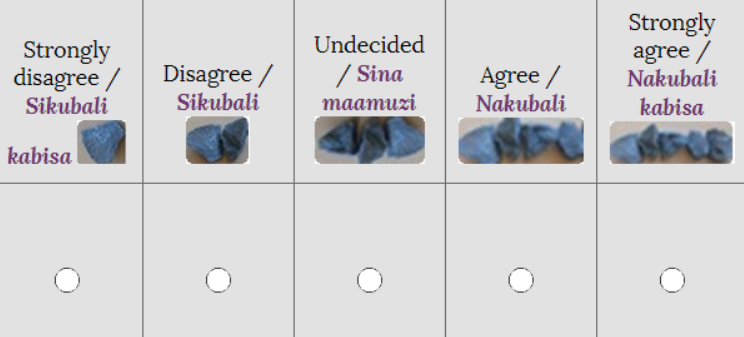 Strongly
disagree /
Sikubali
kabisa
Disagree /
Sikubali
Undecided
/ Sina
maamuzi
Agree /
Nakubali
Strongly
agree /
Nakubali
kabisa